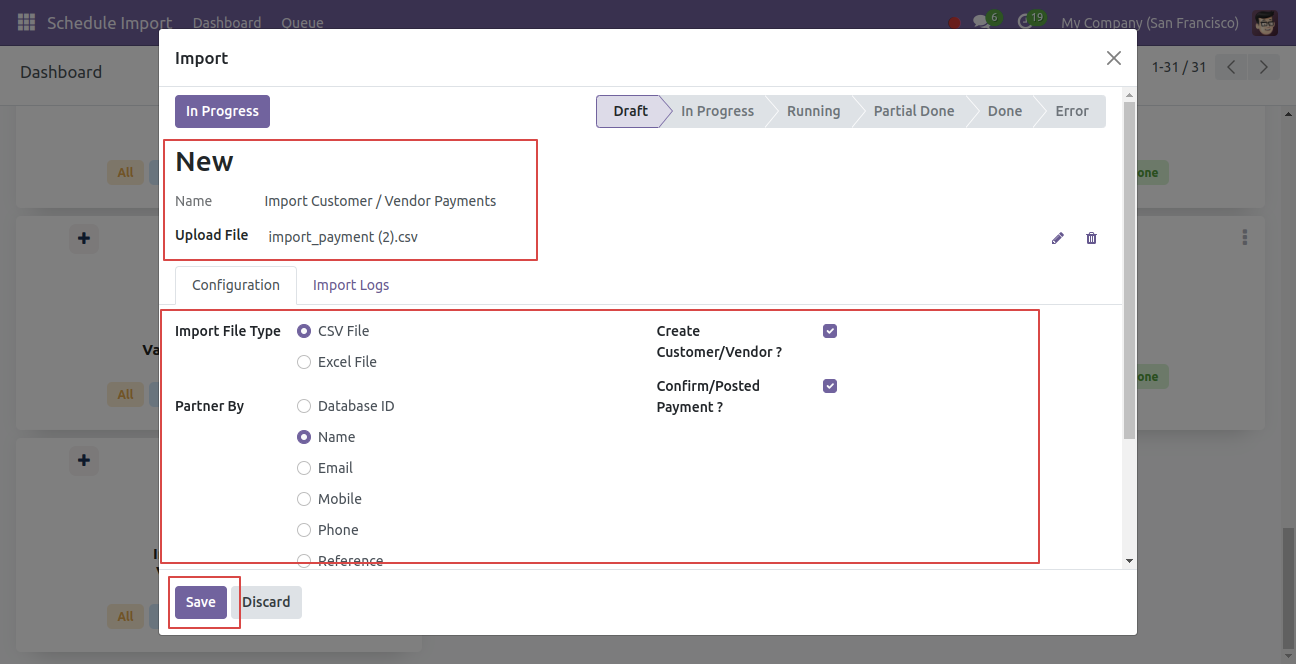 Schedule Import Dashboard Queue 6 19 My Company (San Francisco)
Dashboard 1-31 / 31
Import
In Progress Draft In Progress Running Partial Done Done Error
New
Name Import Customer / Vendor Payments
Upload File import_payment (2).csv
Configuration Import Logs
Import File Type CSV File
Excel File
Create
Customer/Vendor ?
Confirm/Posted
Payment ?
Partner By Database ID
Name
Email
Mobile
Phone
Reference
Save Discard
All
All
All